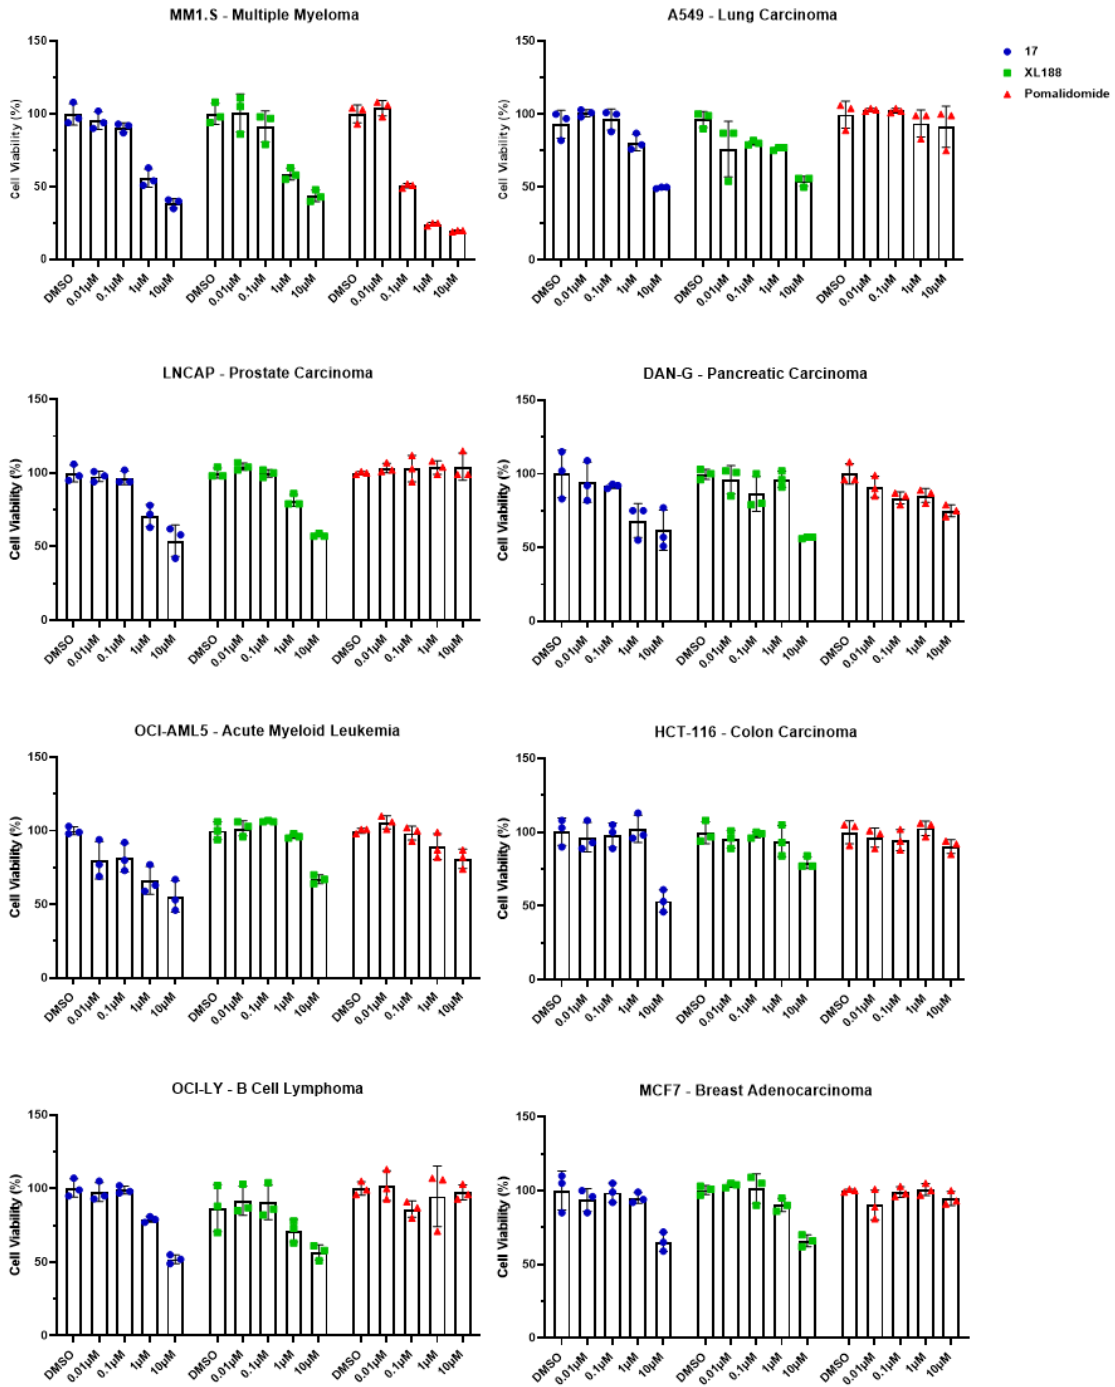 MM1.S - Multiple Myeloma
Cell Viability (%)
150
100
50
0
DMSO 0.01µM 0.1µM 1µM 10µM DMSO 0.01µM 0.1µM 1µM 10µM DMSO 0.01µM 0.1µM 1µM 10µM
A549 - Lung Carcinoma
Cell Viability (%)
150
100
50
0
DMSO 0.01µM 0.1µM 1µM 10µM DMSO 0.01µM 0.1µM 1µM 10µM DMSO 0.01µM 0.1µM 1µM 10µM
17
XL188
Pomalidomide
LNCAP - Prostate Carcinoma
Cell Viability (%)
150
100
50
0
DMSO 0.01µM 0.1µM 1µM 10µM DMSO 0.01µM 0.1µM 1µM 10µM DMSO 0.01µM 0.1µM 1µM 10µM
DAN-G - Pancreatic Carcinoma
Cell Viability (%)
150
100
50
0
DMSO 0.01µM 0.1µM 1µM 10µM DMSO 0.01µM 0.1µM 1µM 10µM DMSO 0.01µM 0.1µM 1µM 10µM
OCI-AML5 - Acute Myeloid Leukemia
Cell Viability (%)
150
100
50
0
DMSO 0.01µM 0.1µM 1µM 10µM DMSO 0.01µM 0.1µM 1µM 10µM DMSO 0.01µM 0.1µM 1µM 10µM
HCT-116 - Colon Carcinoma
Cell Viability (%)
150
100
50
0
DMSO 0.01µM 0.1µM 1µM 10µM DMSO 0.01µM 0.1µM 1µM 10µM DMSO 0.01µM 0.1µM 1µM 10µM
OCI-LY - B Cell Lymphoma
Cell Viability (%)
150
100
50
0
DMSO 0.01µM 0.1µM 1µM 10µM DMSO 0.01µM 0.1µM 1µM 10µM DMSO 0.01µM 0.1µM 1µM 10µM
MCF7 - Breast Adenocarcinoma
Cell Viability (%)
150
100
50
0
DMSO 0.01µM 0.1µM 1µM 10µM DMSO 0.01µM 0.1µM 1µM 10µM DMSO 0.01µM 0.1µM 1µM 10µM